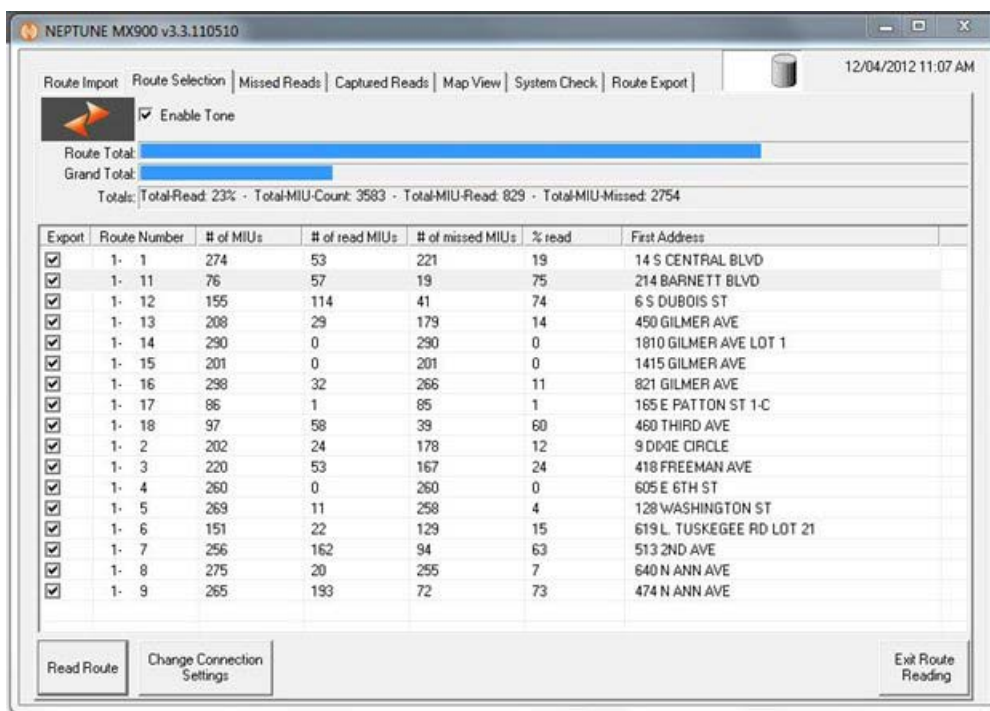 NEPTUNE MX900 v3.3.110510
Route Import Route Selection Missed Reads Captured Reads Map View System Check Route Export 12/04/2012 11:07 AM
Enable Tone
Route Total:
Grand Total:
Totals: Total-Read: 23% - Total-MIU-Count: 3583 - Total-MIU-Read: 829 - Total-MIU-Missed: 2754
Export Route Number # of MIUs # of read MIUs # of missed MIUs % read First Address
1- 1 274 53 221 19 14 S CENTRAL BLVD
1- 11 76 57 19 75 214 BARNETT BLVD
1- 12 155 114 41 74 6 S DUBOIS ST
1- 13 208 29 179 14 450 GILMER AVE
1- 14 290 0 290 0 1810 GILMER AVE LOT 1
1- 15 201 0 201 0 1415 GILMER AVE
1- 16 298 32 266 11 821 GILMER AVE
1- 17 86 1 85 1 165 E PATTON ST 1-C
1- 18 97 58 39 60 460 THIRD AVE
1- 2 202 24 178 12 9 DIXIE CIRCLE
1- 3 220 53 167 24 418 FREEMAN AVE
1- 4 260 0 260 0 605 E 6TH ST
1- 5 269 11 258 4 128 WASHINGTON ST
1- 6 151 22 129 15 619 L. TUSKEGEE RD LOT 21
1- 7 256 162 94 63 513 2ND AVE
1- 8 275 20 255 7 640 N ANN AVE
1- 9 265 193 72 73 474 N ANN AVE
Read Route Change Connection Settings Exit Route Reading